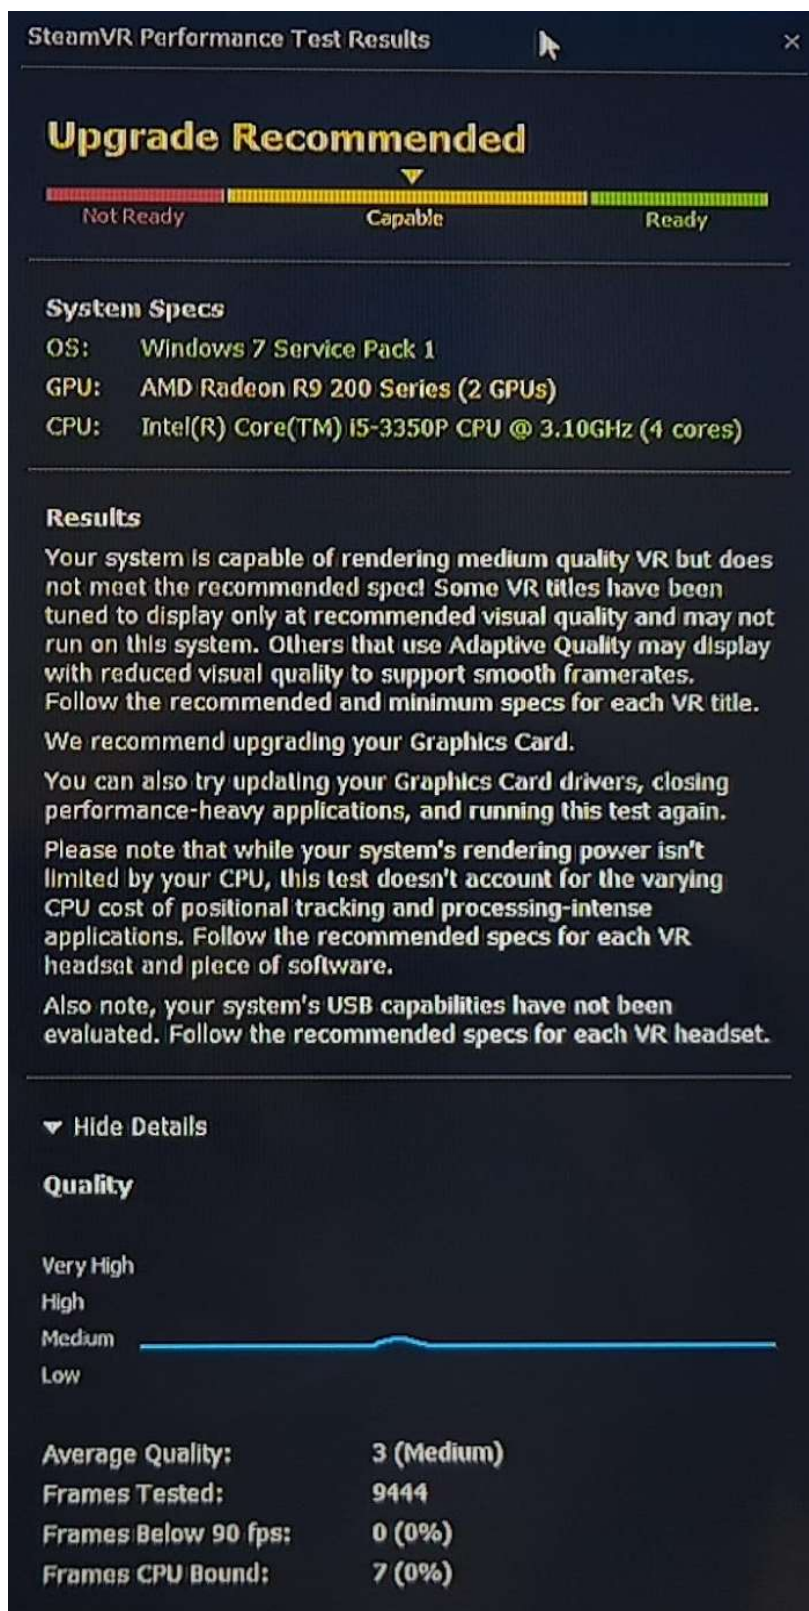 SteamVR Performance Test Results
Upgrade Recommended
Not Ready
Capable
Ready
System Specs
OS: Windows 7 Service Pack 1
GPU: AMD Radeon R9 200 Series (2 GPUs)
CPU: Intel(R) Core(TM) i5-3350P CPU @ 3.10GHz (4 cores)
Results
Your system is capable of rendering medium quality VR but does
not meet the recommended spec! Some VR titles have been
tuned to display only at recommended visual quality and may not
run on this system. Others that use Adaptive Quality may display
with reduced visual quality to support smooth framerates.
Follow the recommended and minimum specs for each VR title.
We recommend upgrading your Graphics Card.
You can also try updating your Graphics Card drivers, closing
performance-heavy applications, and running this test again.
Please note that while your system's rendering power isn't
limited by your CPU, this test doesn't account for the varying
CPU cost of positional tracking and processing-intense
applications. Follow the recommended specs for each VR
headset and piece of software.
Also note, your system's USB capabilities have not been
evaluated. Follow the recommended specs for each VR headset.
Hide Details
Quality
Very High
High
Medium
Low
Average Quality: 3 (Medium)
Frames Tested: 9444
Frames Below 90 fps: 0 (0%)
Frames CPU Bound: 7 (0%)